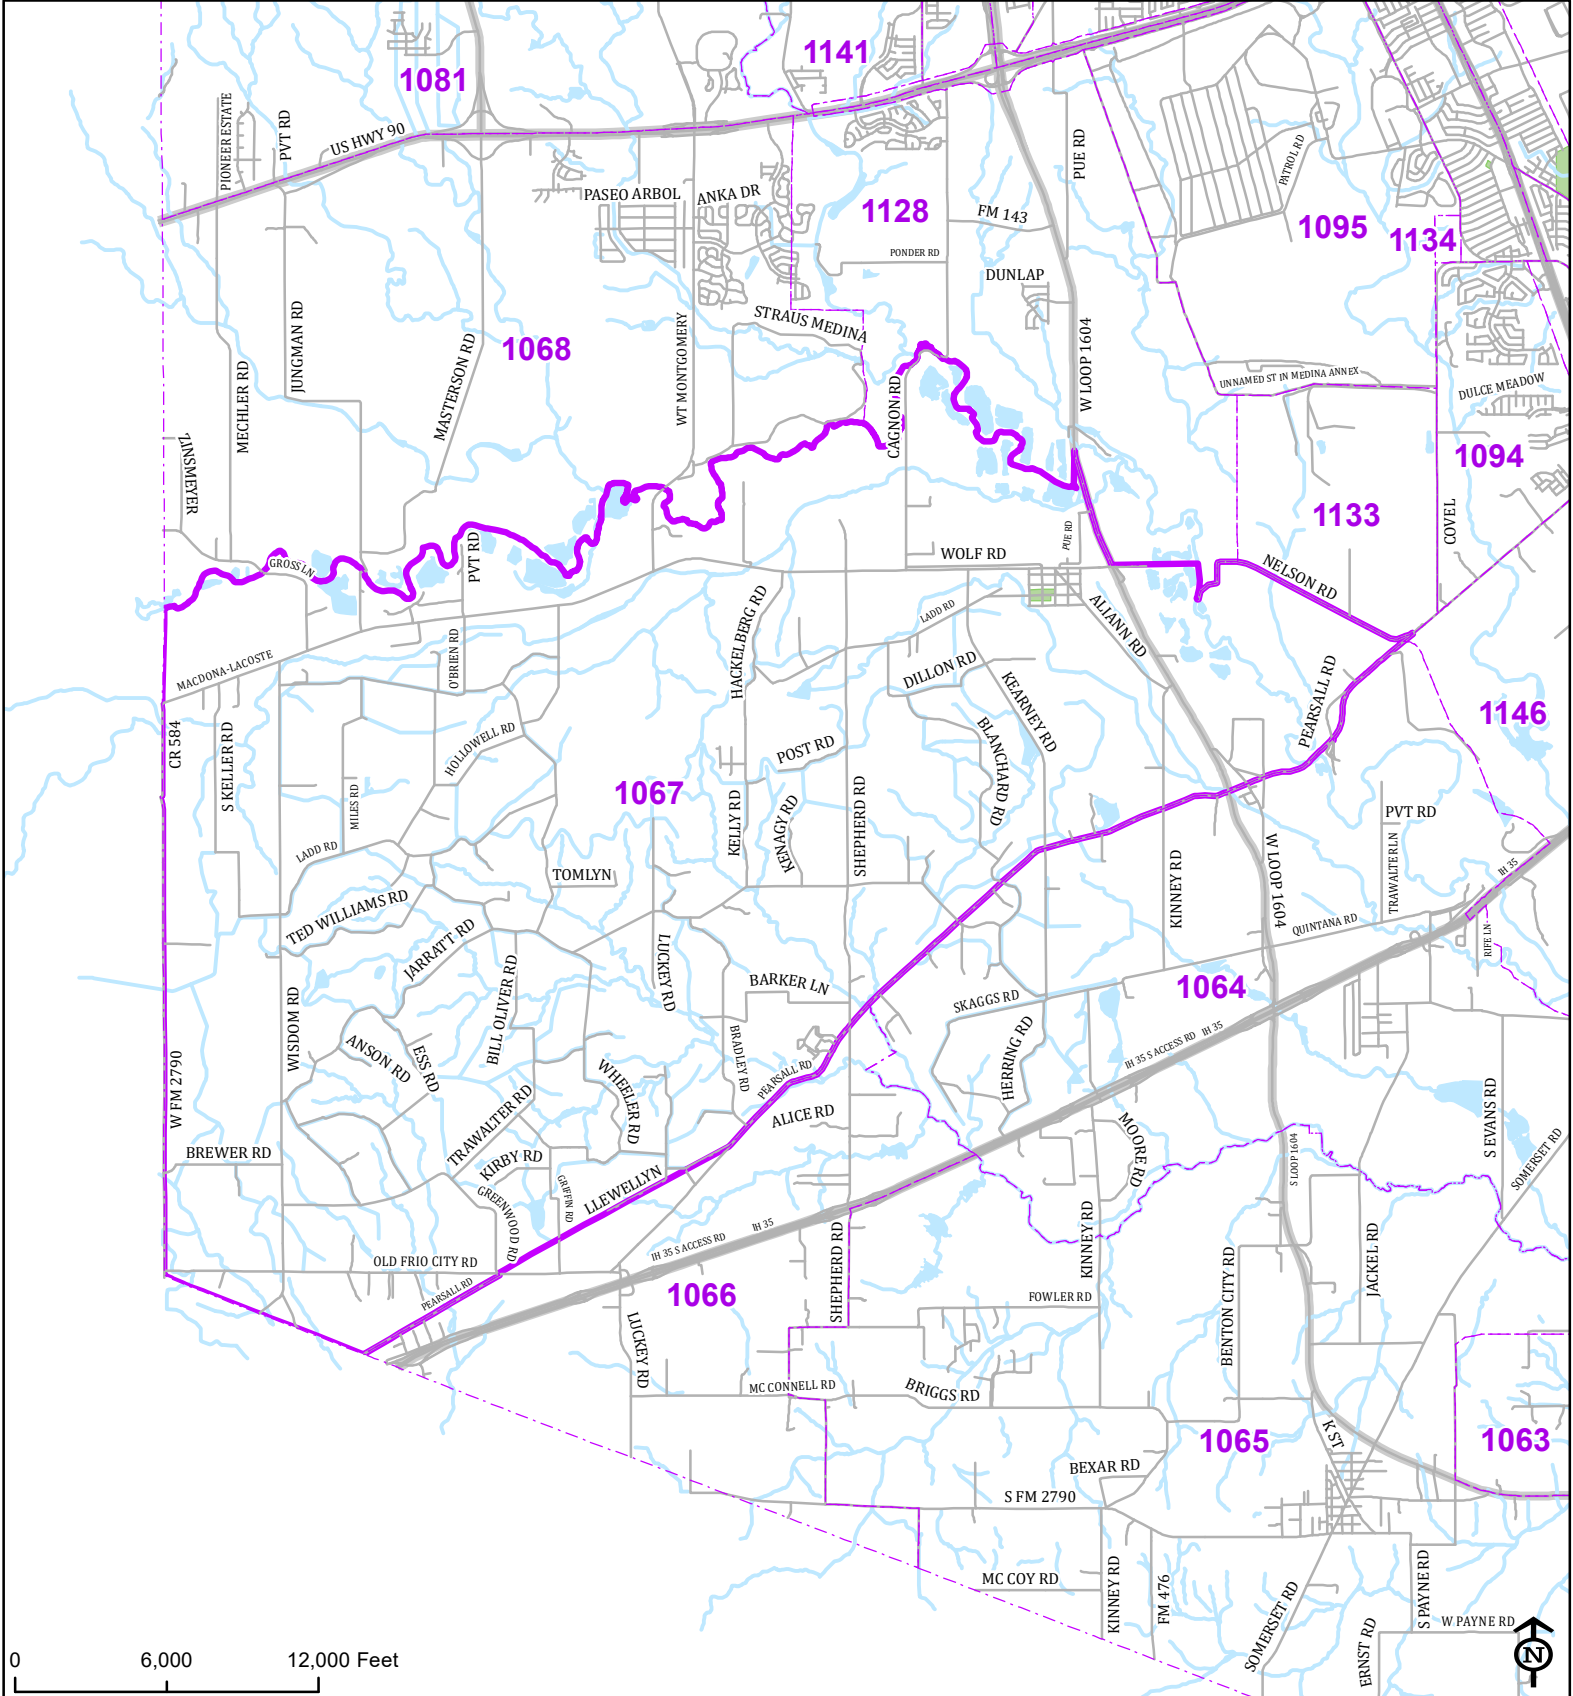 1141
1081
PIONEER ESTATE
PVT RD
US HWY 90
PUE RD
PATROL RD
PASEO ARBOL
ANKA DR
1128
FM 143
1095
1134
PONDER RD
DUNLAP
STRAUS MEDINA
JUNGMAN RD
MECHLER RD
MASTERSON RD
1068
WT MONTGOMERY
CAGNON RD
W LOOP 1604
UNNAMED ST IN MEDINA ANNEX
DULCE MEADOW
ZINSMEYER
1094
1133
COVEL
PUE RD
WOLF RD
PVT RD
GROSS LN
NELSON RD
HACKELBERG RD
LADD RD
ALIANN RD
MACDONA-LACOSTE
O'BRIEN RD
DILLON RD
KEARNEY RD
PEARSALL RD
1146
CR 584
S KELLER RD
HOLLOWELL RD
POST RD
BLANCHARD RD
MILES RD
1067
KELLY RD
KENAGY RD
SHEPHERD RD
PVT RD
LADD RD
TOMLYN
KINNEY RD
W LOOP 1604
TRAWALTER LN
IH 35
TED WILLIAMS RD
JARRATT RD
LUCKEY RD
QUINTANA RD
RIFE LN
BILL OLIVER RD
BARKER LN
SKAGGS RD
1064
WISDOM RD
ANSON RD
ESS RD
BRADLEY RD
PEARSALL RD
HERRING RD
IH 35 S ACCESS RD
IH 35
W FM 2790
WHEELER RD
TRAWALTER RD
ALICE RD
MOORE RD
S EVANS RD
SOMERSET RD
BREWER RD
KIRBY RD
GREENWOOD RD
GRIFFIN RD
LLEWELLYN
S LOOP 1604
KINNEY RD
IH 35 S ACCESS RD
IH 35
OLD FRIO CITY RD
PEARSALL RD
1066
SHEPHERD RD
FOWLER RD
BENTON CITY RD
JACKEL RD
LUCKEY RD
MC CONNELL RD
BRIGGS RD
1065
K ST
1063
BEXAR RD
S FM 2790
MC COY RD
KINNEY RD
FM 476
SOMERSET RD
ERNST RD
S PAYNE RD
W PAYNE RD
0
6,000
12,000 Feet
N